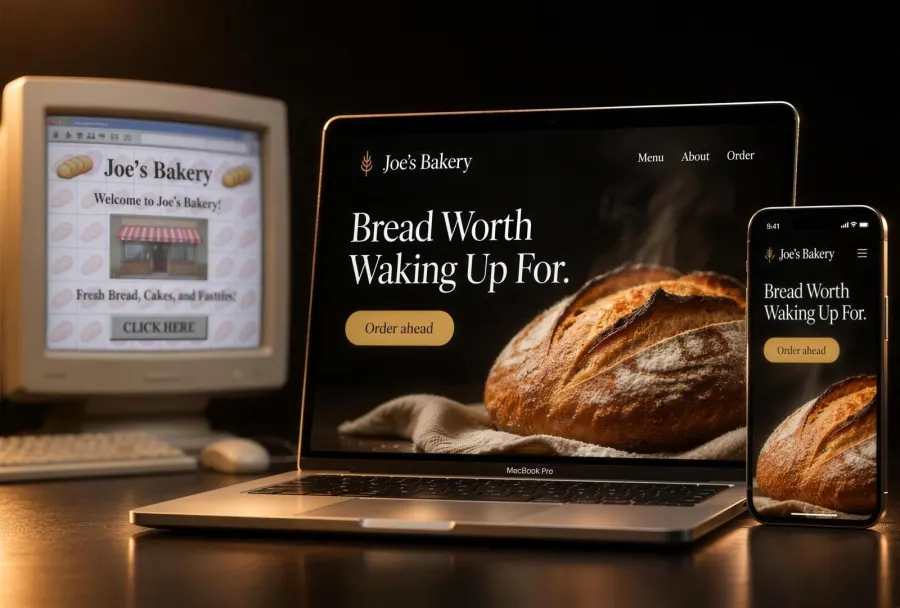 Joe's Bakery
Welcome to Joe's Bakery!
Fresh Bread, Cakes, and Pastries!
CLICK HERE
Joe's Bakery
Menu About Order
Bread Worth
Waking Up For.
Order ahead
MacBook Pro
9:41
Joe's Bakery
Bread Worth
Waking Up For.
Order ahead